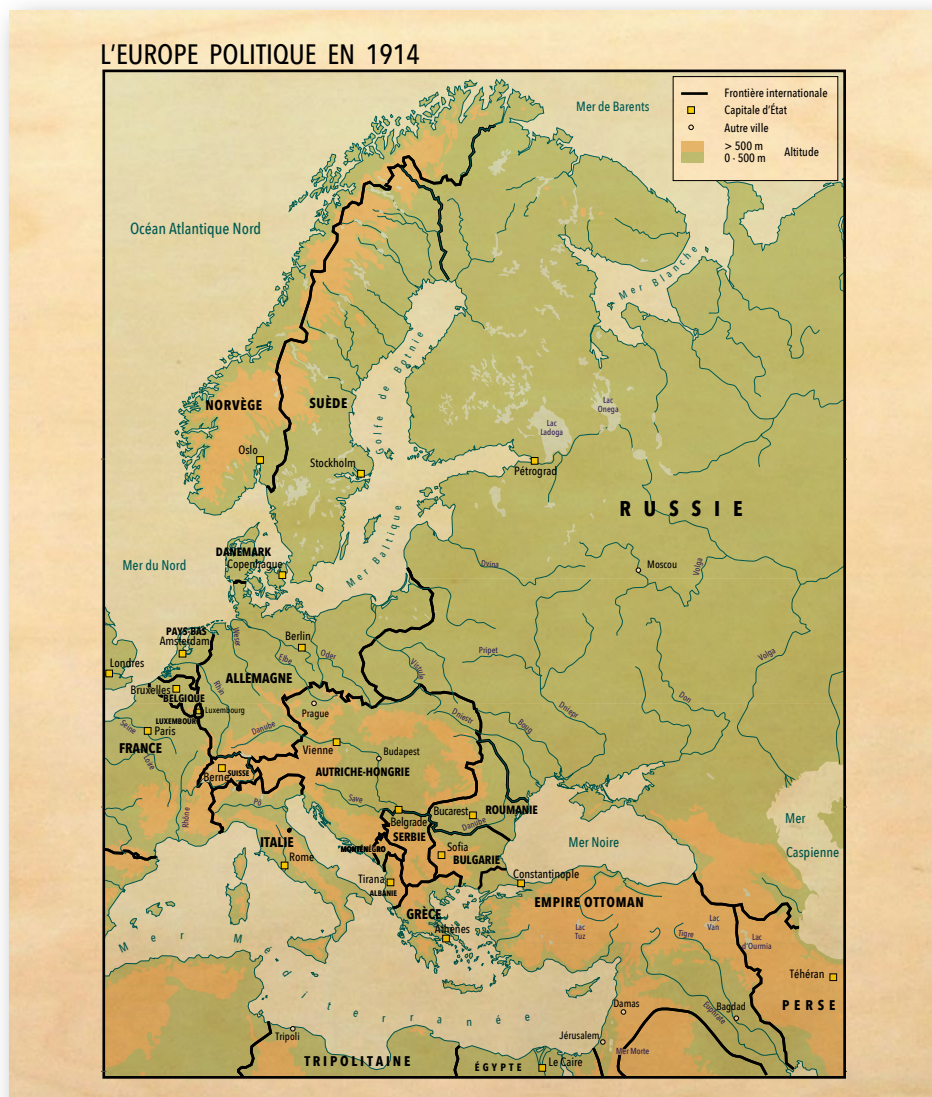 L'EUROPE POLITIQUE EN 1914
Frontière internationale
Capitale d'État
Autre ville
> 500 m
0 - 500 m
Altitude
Mer de Barents
Océan Atlantique Nord
Mer Blanche
Golfe de Botnie
NORVÈGE
SUÈDE
Lac
Onega
Lac
Ladoga
Oslo
Stockholm
Pétrograd
RUSSIE
Mer Baltique
DANEMARK
Copenhague
Mer du Nord
Dvina
Moscou
Volga
PAYS-BAS
Amsterdam
Weser
Berlin
Elbe
Oder
Vistule
Pripet
Volga
Londres
Bruxelles
BELGIQUE
Rhin
ALLEMAGNE
LUXEMBOURG
Luxembourg
Prague
Dniestr
Boug
Dniepr
Don
Seine
Paris
FRANCE
Loire
Danube
Vienne
Budapest
Berne
SUISSE
AUTRICHE-HONGRIE
Rhône
Pô
Save
Belgrade
Bucarest
ROUMANIE
Danube
SERBIE
ITALIE
Rome
MONTÉNÉGRO
Sofia
BULGARIE
Mer Noire
Mer
Caspienne
Tirana
ALBANIE
Constantinople
EMPIRE OTTOMAN
GRÈCE
Athènes
Lac
Tuz
Lac
Van
Tigre
Lac
d'Ourmia
Téhéran
PERSE
Mer Méditerranée
Damas
Bagdad
Euphrate
Tripoli
Jérusalem
Mer Morte
TRIPOLITAINE
ÉGYPTE
Le Caire